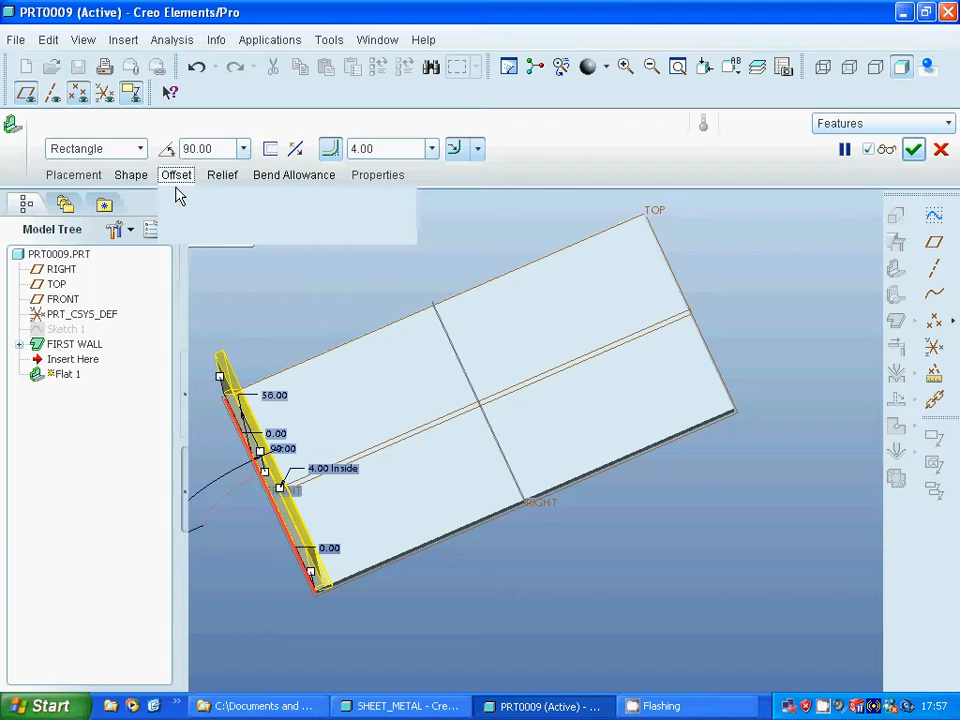 PRT0009 (Active) - Creo Elements/Pro
File Edit View Insert Analysis Info Applications Tools Window Help
Features
Rectangle 90.00 4.00
Placement Shape Offset Relief Bend Allowance Properties
Model Tree
PRT0009.PRT
RIGHT
TOP
FRONT
PRT_CSYS_DEF
Sketch 1
FIRST WALL
Insert Here
Flat 1
TOP
58.00
0.00
90.00
4.00 Inside
RIGHT
0.00
Start
C:\Documents and ...
SHEET_METAL - Cre...
PRT0009 (Active) - ...
Flashing
17:57